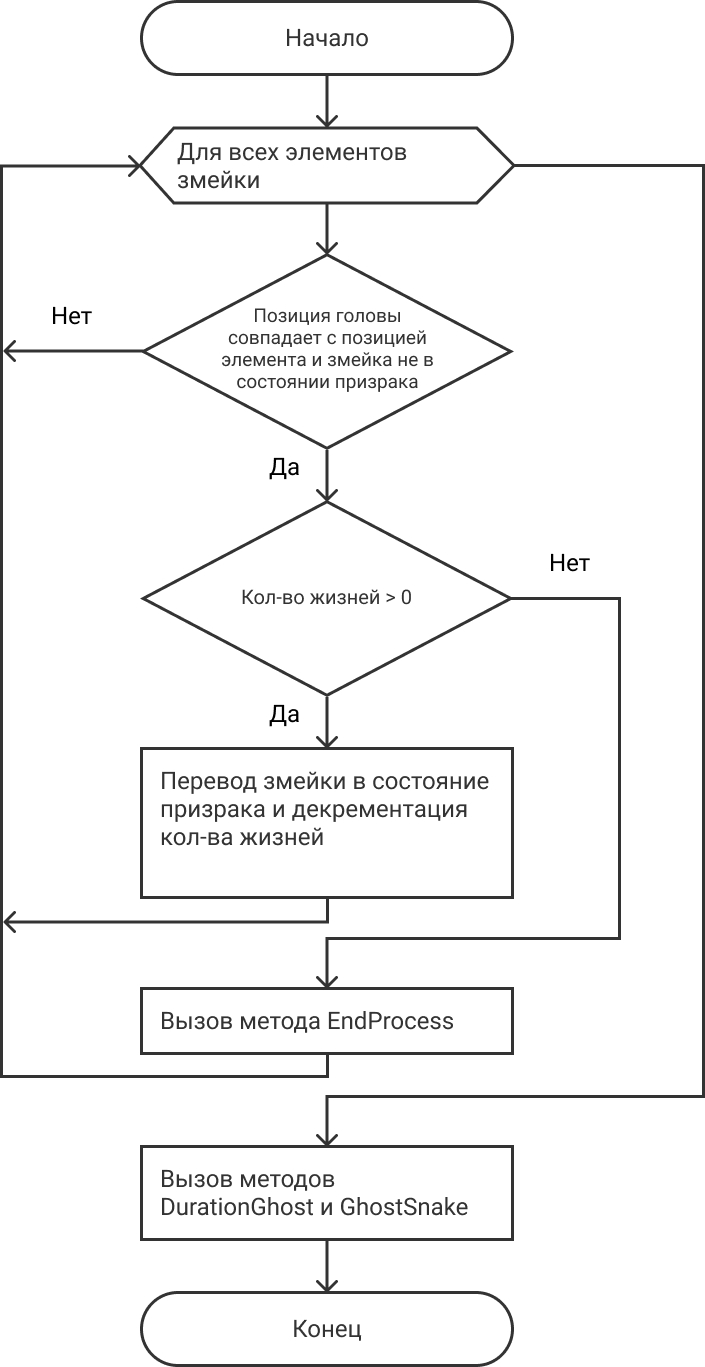 Начало
Для всех элементов
змейки
Нет
Позиция головы
совпадает с позицией
элемента и змейка не в
состоянии призрака
Да
Нет
Кол-во жизней > 0
Да
Перевод змейки в состояние
призрака и декрементация
кол-ва жизней
Вызов метода EndProcess
Вызов методов
DurationGhost и GhostSnake
Конец